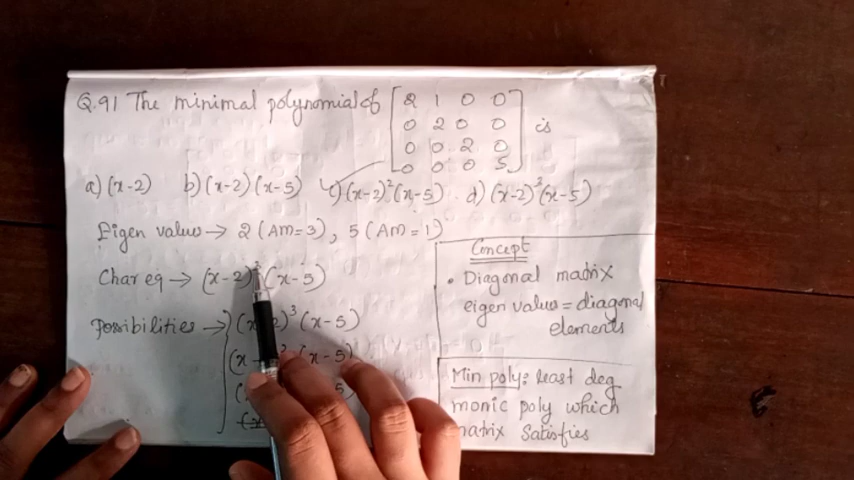 Q.91 The minimal polynomial of [2 1 0 0
0 2 0 0 is
0 0 2 0
0 0 0 5]
a) (x-2) b) (x-2)(x-5) c) (x-2)²(x-5) d) (x-2)³(x-5)
Eigen values → 2 (AM=3), 5 (AM=1)
Char eq → (x-2)³(x-5)
Possibilities → (x-2)³(x-5)
(x-5)
5)
Concept
• Diagonal matrix
eigen value = diagonal
elements
Min poly: least deg
monic poly which
matrix Satisfies